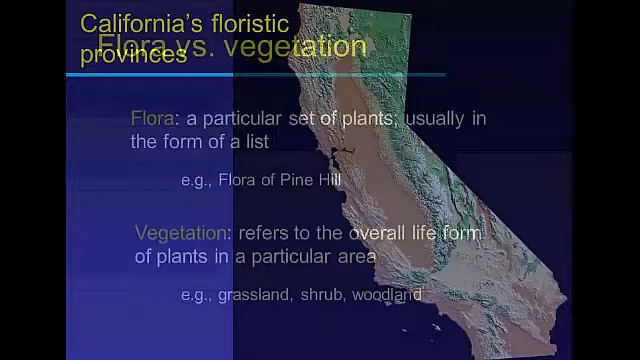 California's floristic
provinces
Flora vs. vegetation
Flora: a particular set of plants; usually in
the form of a list
e.g., Flora of Pine Hill
Vegetation: refers to the overall life form
of plants in a particular area
e.g., grassland, shrub, woodland